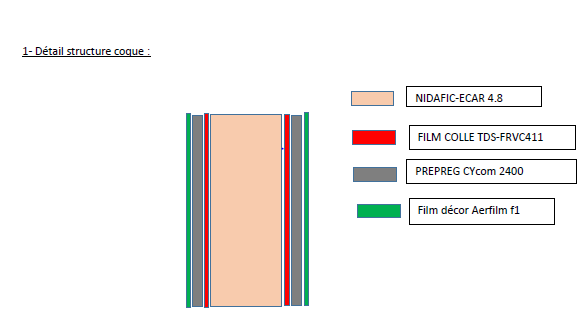 1- Détail structure coque :
NIDAFIC-ECAR 4.8
FILM COLLE TDS-FRVC411
PREPREG CYcom 2400
Film décor Aerfilm f1